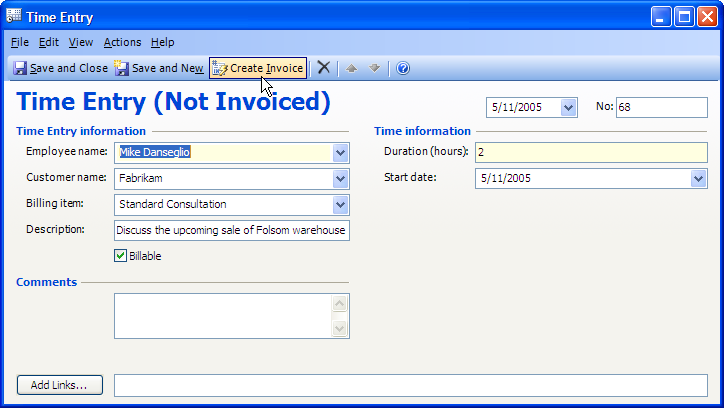 Time Entry
File Edit View Actions Help
Save and Close Save and New Create Invoice
Time Entry (Not Invoiced) 5/11/2005 No: 68
Time Entry information Time information
Employee name: Mike Danseglio Duration (hours): 2
Customer name: Fabrikam Start date: 5/11/2005
Billing item: Standard Consultation
Description: Discuss the upcoming sale of Folsom warehouse
Billable
Comments
Add Links...